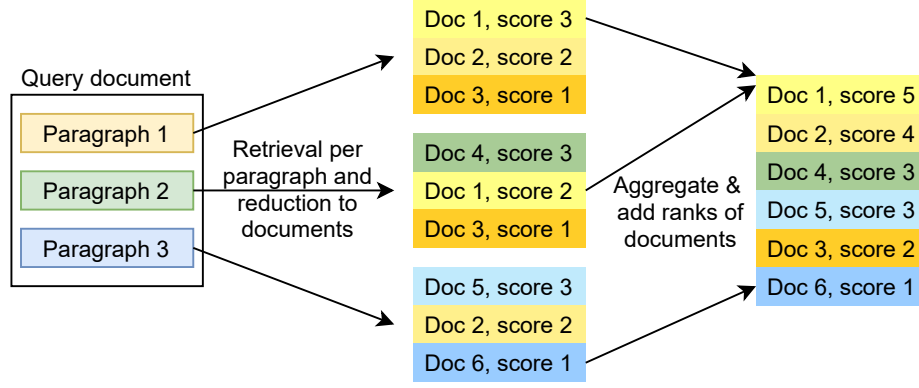 Query document
Paragraph 1
Paragraph 2
Paragraph 3
Retrieval per
paragraph and
reduction to
documents
Doc 1, score 3
Doc 2, score 2
Doc 3, score 1
Doc 4, score 3
Doc 1, score 2
Doc 3, score 1
Doc 5, score 3
Doc 2, score 2
Doc 6, score 1
Aggregate &
add ranks of
documents
Doc 1, score 5
Doc 2, score 4
Doc 4, score 3
Doc 5, score 3
Doc 3, score 2
Doc 6, score 1